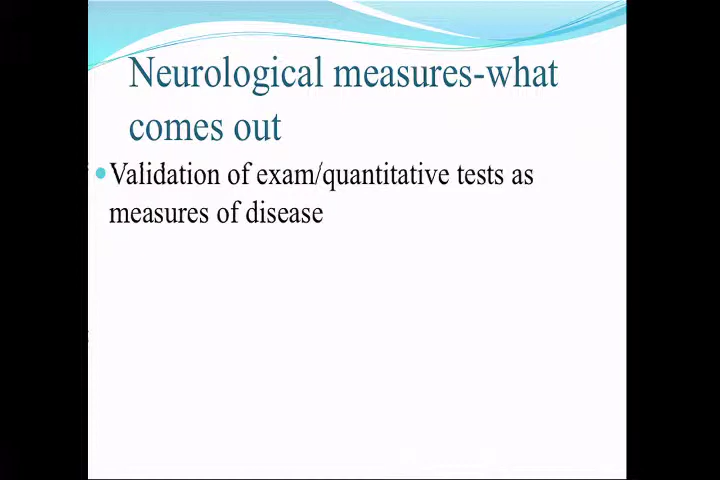 Neurological measures-what
comes out
Validation of exam/quantitative tests as
measures of disease